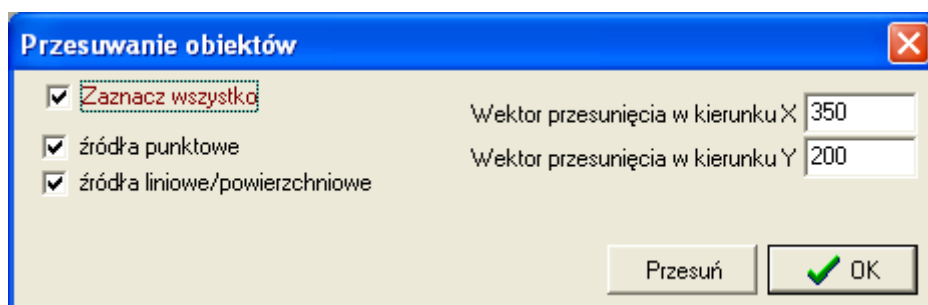 Przesuwanie obiektów
Zaznacz wszystko
źródła punktowe
źródła liniowe/powierzchniowe
Wektor przesunięcia w kierunku X 350
Wektor przesunięcia w kierunku Y 200
Przesuń OK